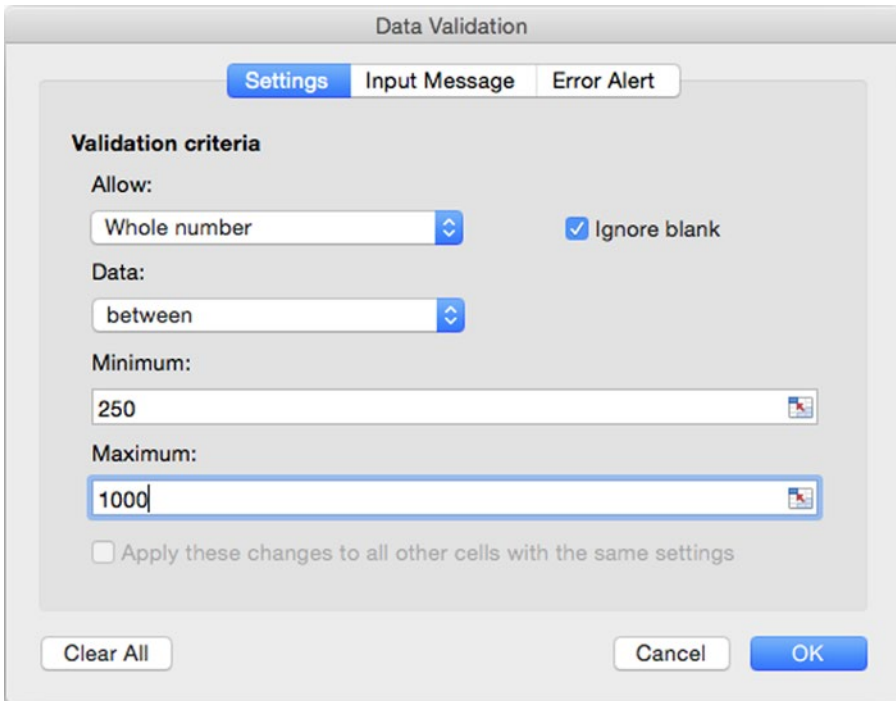 Data Validation
Settings Input Message Error Alert
Validation criteria
Allow:
Whole number Ignore blank
Data:
between
Minimum:
250
Maximum:
1000
Apply these changes to all other cells with the same settings
Clear All Cancel OK